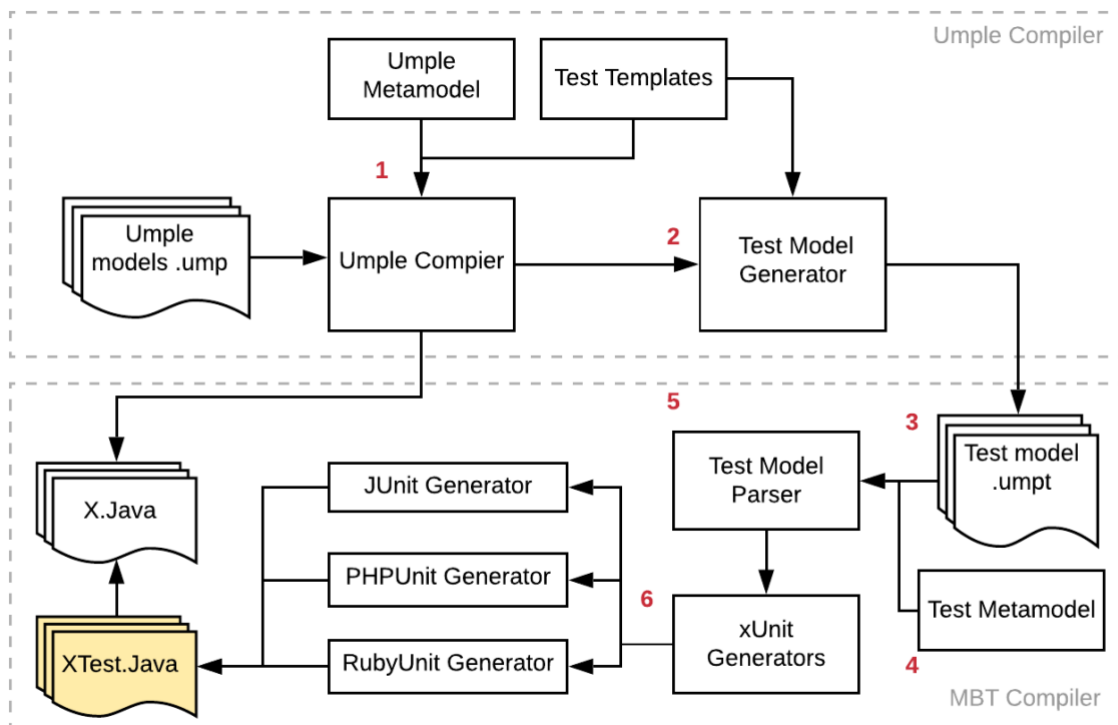 Umple Compiler
Umple
Metamodel
Test Templates
1
Umple
models .ump
Umple Compier
2
Test Model
Generator
5
3
Test Model
Parser
Test model
.umpt
JUnit Generator
X.Java
PHPUnit Generator
6
xUnit
Generators
Test Metamodel
XTest.Java
RubyUnit Generator
4
MBT Compiler